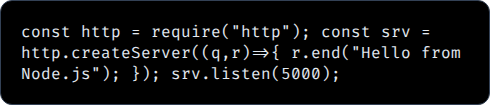 const http = require("http"); const srv =
http.createServer((q,r)=>{ r.end("Hello from
Node.js"); }); srv.listen(5000);